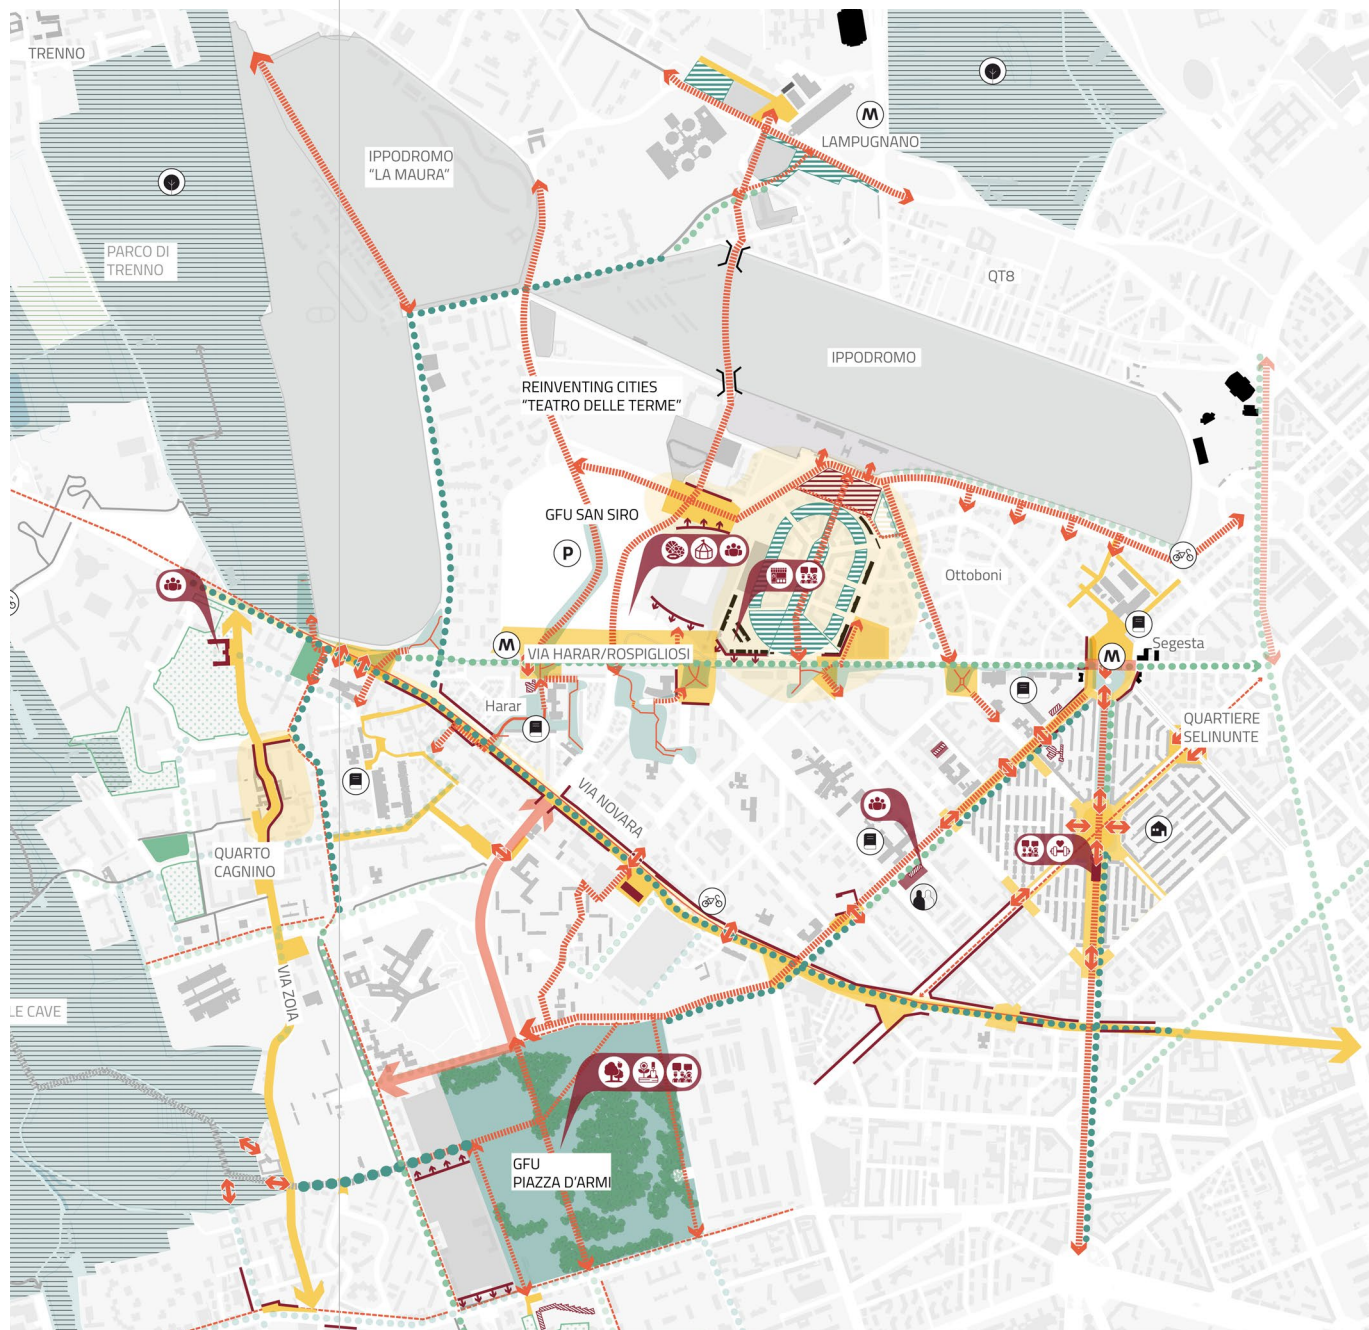 TRENNO
M
LAMPUGNANO
IPPODROMO
“LA MAURA”
PARCO DI
TRENNO
QT8
IPPODROMO
REINVENTING CITIES
“TEATRO DELLE TERME”
GFU SAN SIRO
P
Ottoboni
Segesta
M
VIA HARAR/ROSPIGLIOSI
M
Harar
QUARTIERE
SELINUNTE
VIA NOVARA
QUARTO
CAGNINO
VIA ZOIA
LE CAVE
GFU
PIAZZA D'ARMI